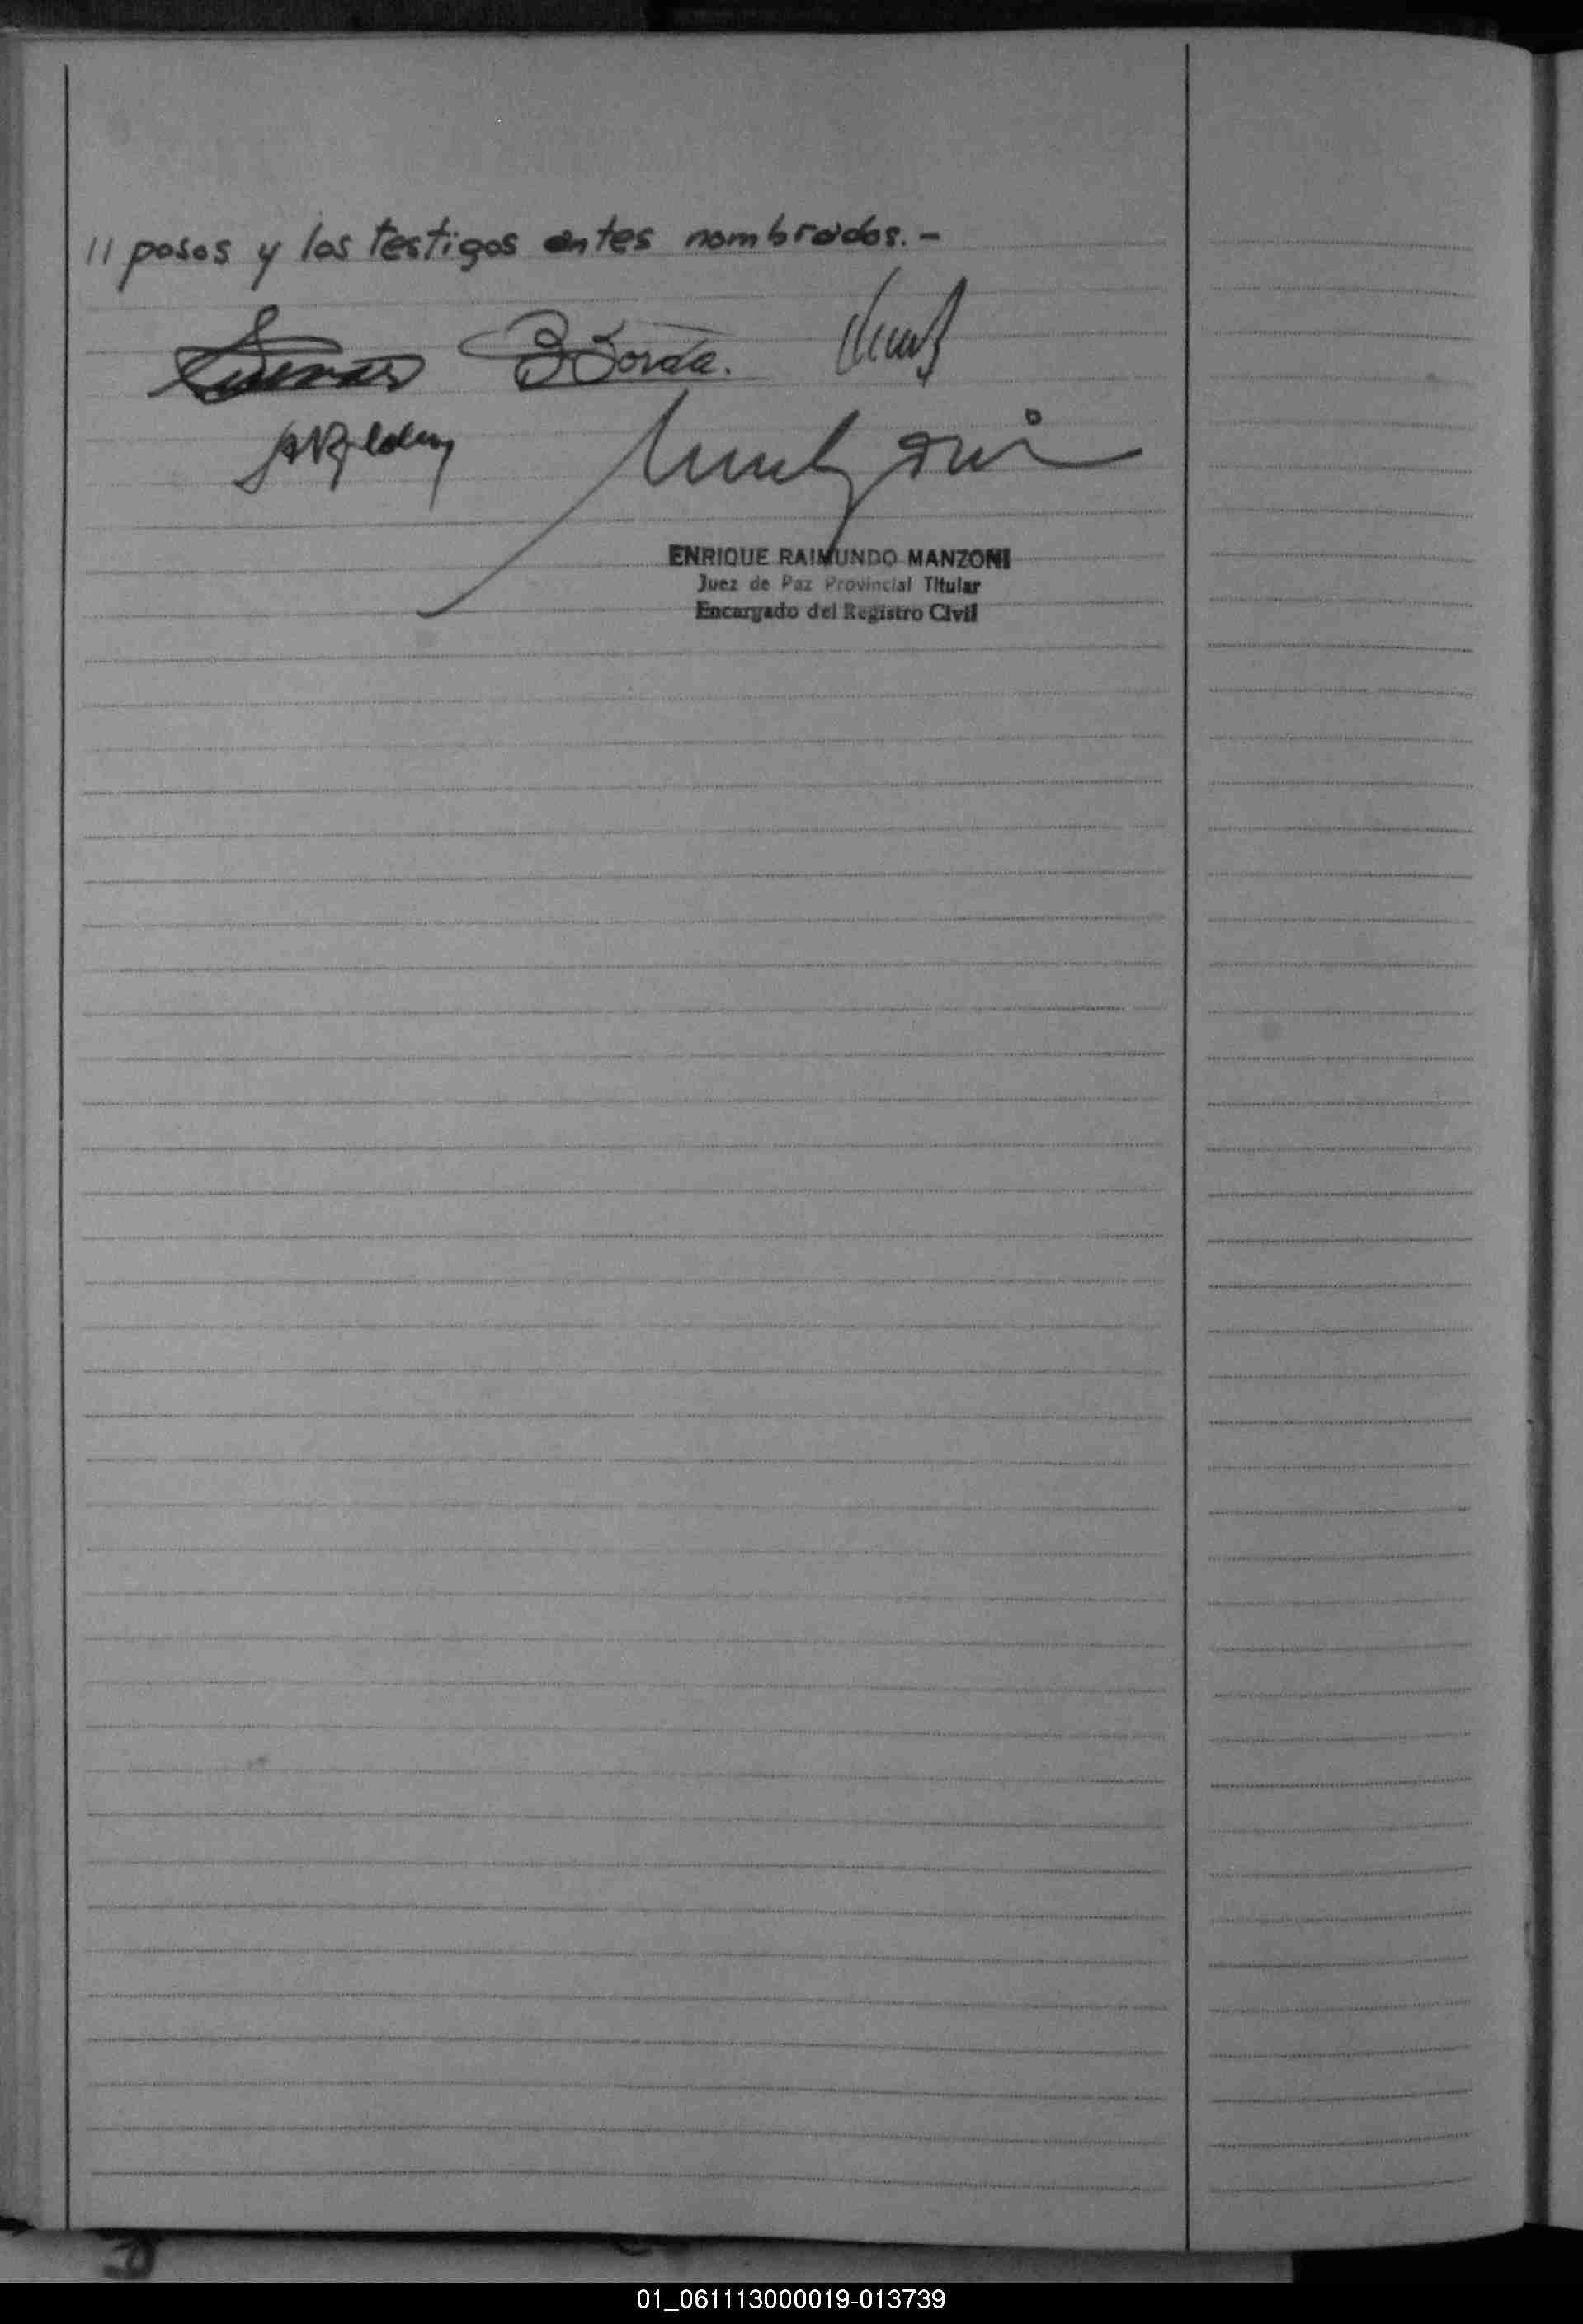 // posos y los testigos antes nombrados. -
B Borda.
ENRIQUE RAIMUNDO MANZONI
Juez de Paz Provincial Titular
Encargado del Registro Civil
01_061113000019-013739